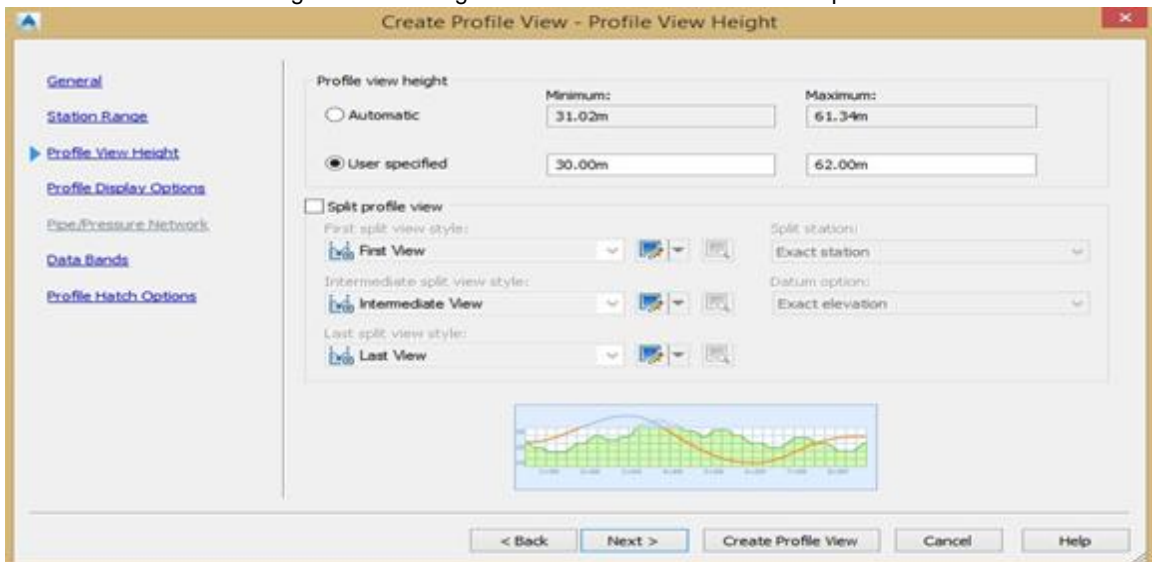 Create Profile View - Profile View Height
General
Station Range
Profile View Height
Profile Display Options
Pipe/Pressure Network
Data Bands
Profile Hatch Options
Profile view height
Minimum: Maximum:
Automatic 31.02m 61.34m
User specified 30.00m 62.00m
Split profile view
First split view style: Split station:
First View Exact station
Intermediate split view style: Datum option:
Intermediate View Exact elevation
Last split view style:
Last View
< Back Next > Create Profile View Cancel Help